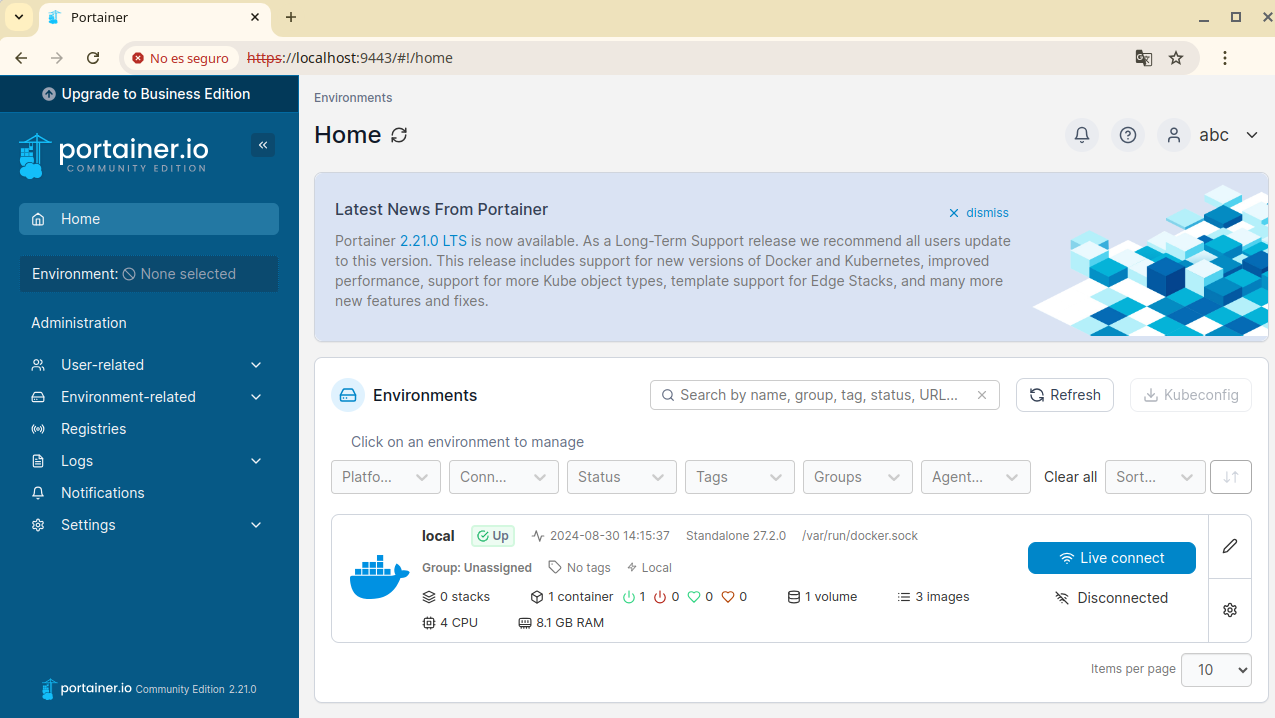 Portainer
No es seguro https://localhost:9443/#!/home
Upgrade to Business Edition
portainer.io
COMMUNITY EDITION
Home
Environment: None selected
Administration
User-related
Environment-related
Registries
Logs
Notifications
Settings
portainer.io Community Edition 2.21.0
Environments
Home
abc
Latest News From Portainer
dismiss
Portainer 2.21.0 LTS is now available. As a Long-Term Support release we recommend all users update
to this version. This release includes support for new versions of Docker and Kubernetes, improved
performance, support for more Kube object types, template support for Edge Stacks, and many more
new features and fixes.
Environments
Search by name, group, tag, status, URL...
Refresh
Kubeconfig
Click on an environment to manage
Platfo... Conn... Status Tags Groups Agent... Clear all Sort...
local Up 2024-08-30 14:15:37 Standalone 27.2.0 /var/run/docker.sock
Group: Unassigned No tags Local
0 stacks 1 container 1 0 0 0 1 volume 3 images
4 CPU 8.1 GB RAM
Live connect
Disconnected
Items per page 10